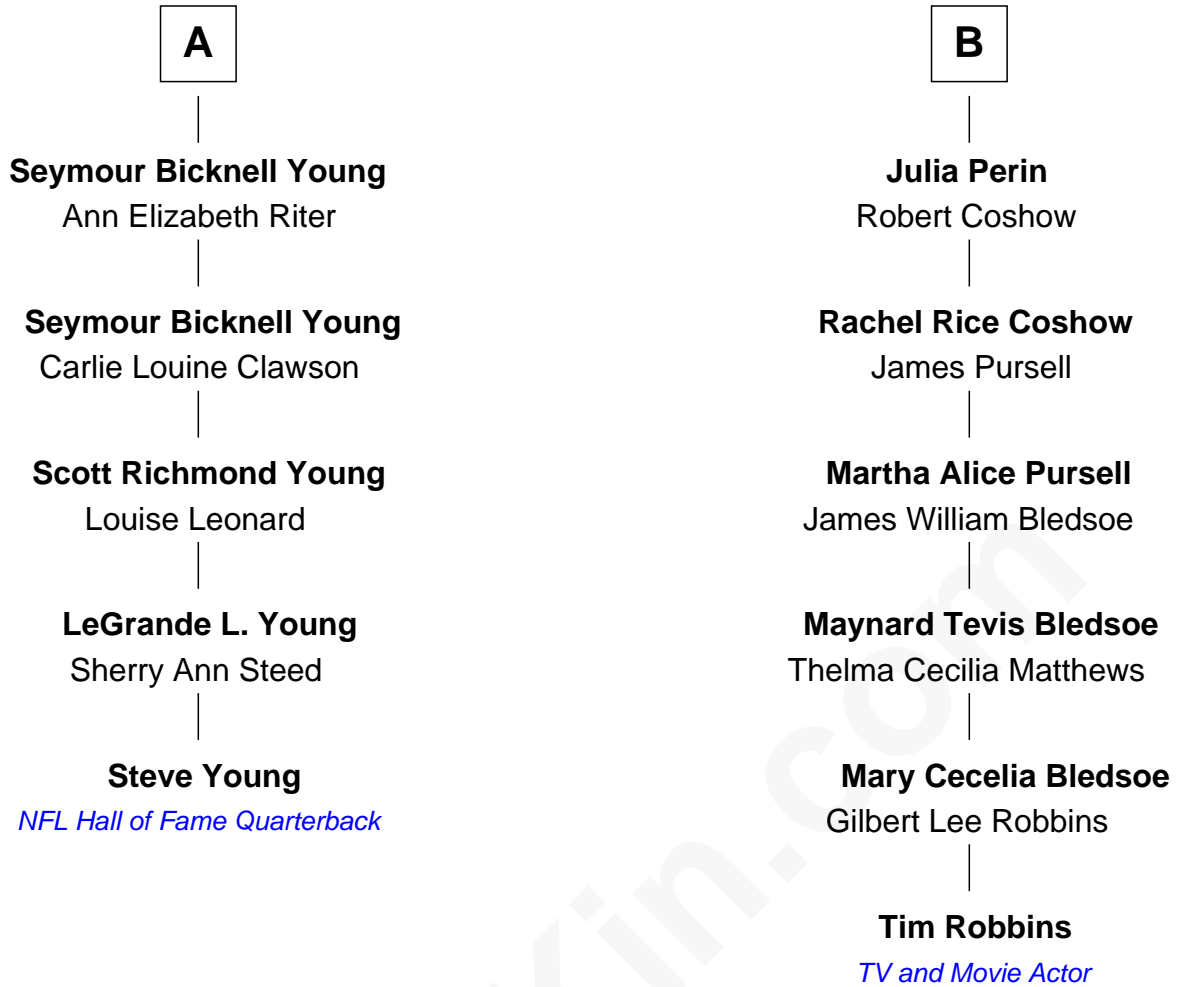 A
Seymour Bicknell Young
Ann Elizabeth Riter
Seymour Bicknell Young
Carlie Louine Clawson
Scott Richmond Young
Louise Leonard
LeGrande L. Young
Sherry Ann Steed
Steve Young
NFL Hall of Fame Quarterback
B
Julia Perin
Robert Coshow
Rachel Rice Coshow
James Pursell
Martha Alice Pursell
James William Bledsoe
Maynard Tevis Bledsoe
Thelma Cecilia Matthews
Mary Cecelia Bledsoe
Gilbert Lee Robbins
Tim Robbins
TV and Movie Actor
Kin.com